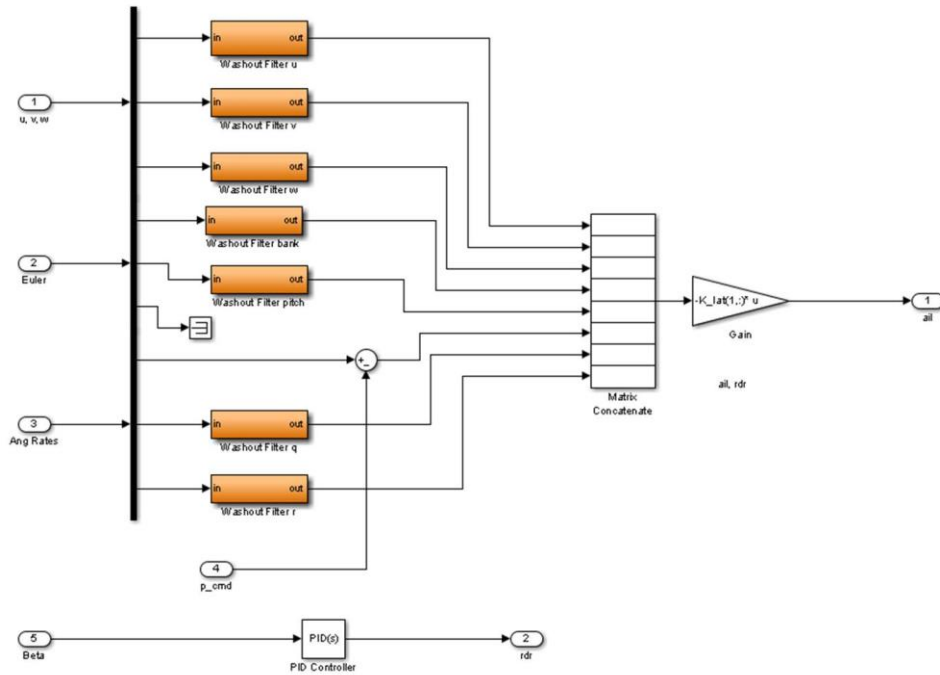 in out
Washout Filter u
1
u, v, w
in out
Washout Filter v
in out
Washout Filter w
in out
Washout Filter bank
2
Euler
in out
Washout Filter pitch
-K_lat(1,:)* u
Gain
1
ail
+
-
ail, rdr
Matrix
Concatenate
3
Ang Rates
in out
Washout Filter q
in out
Washout Filter r
4
p_cmd
5
Beta
PID(s)
PID Controller
2
rdr